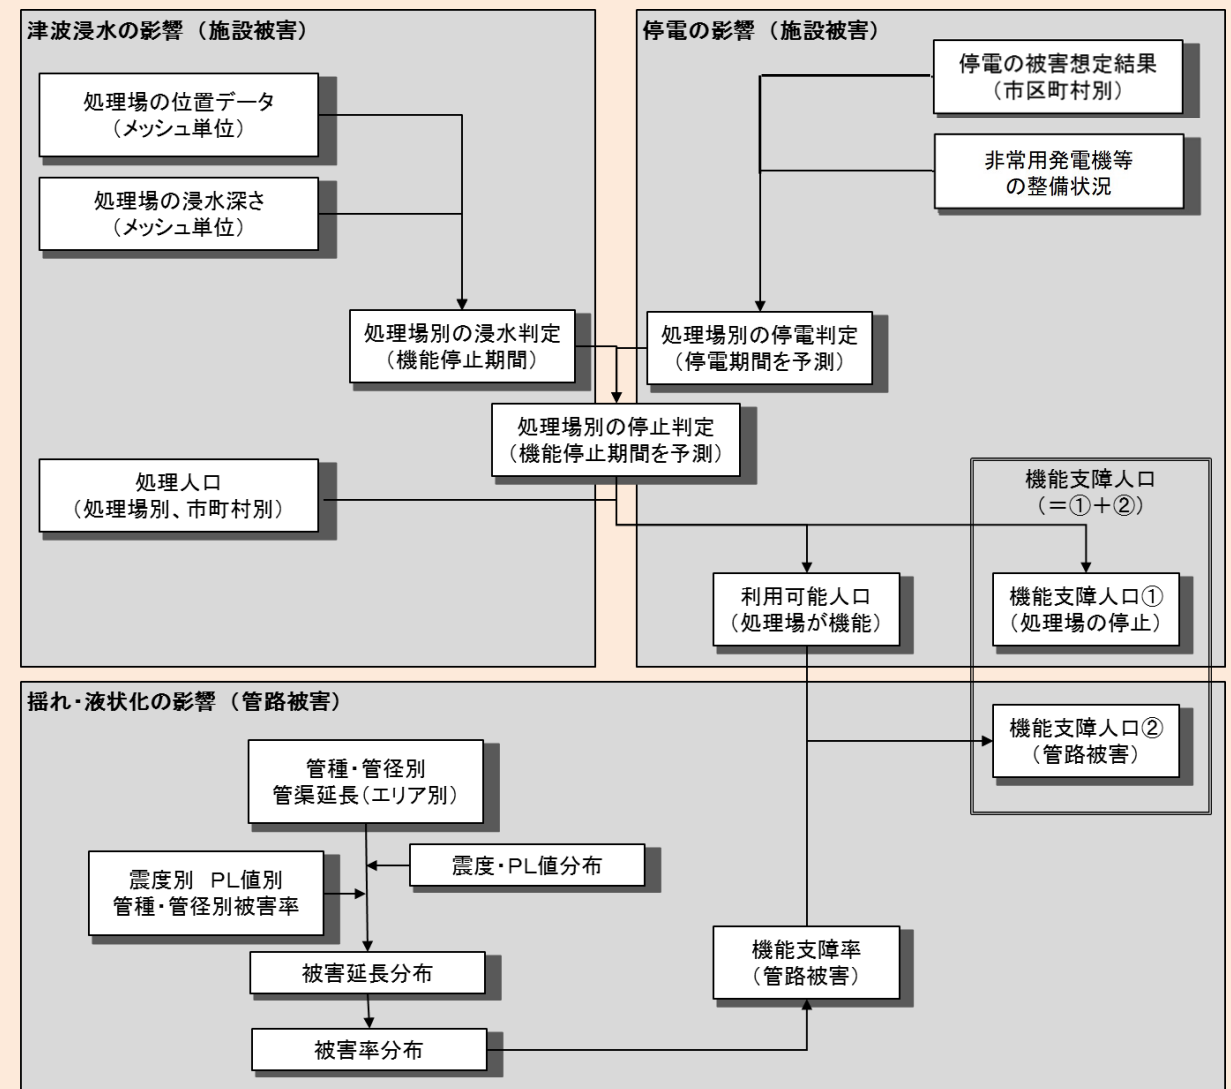 津波浸水の影響（施設被害）
処理場の位置データ
（メッシュ単位）
処理場の浸水深さ
（メッシュ単位）
処理場別の浸水判定
（機能停止期間）
停電の影響（施設被害）
停電の被害想定結果
（市区町村別）
非常用発電機等
の整備状況
処理場別の停電判定
（停電期間を予測）
処理場別の停止判定
（機能停止期間を予測）
処理人口
（処理場別、市町村別）
機能支障人口
（＝①＋②）
利用可能人口
（処理場が機能）
機能支障人口①
（処理場の停止）
揺れ・液状化の影響（管路被害）
機能支障人口②
（管路被害）
管種・管径別
管渠延長（エリア別）
震度・PL値分布
震度別　PL値別
管種・管径別被害率
機能支障率
（管路被害）
被害延長分布
被害率分布